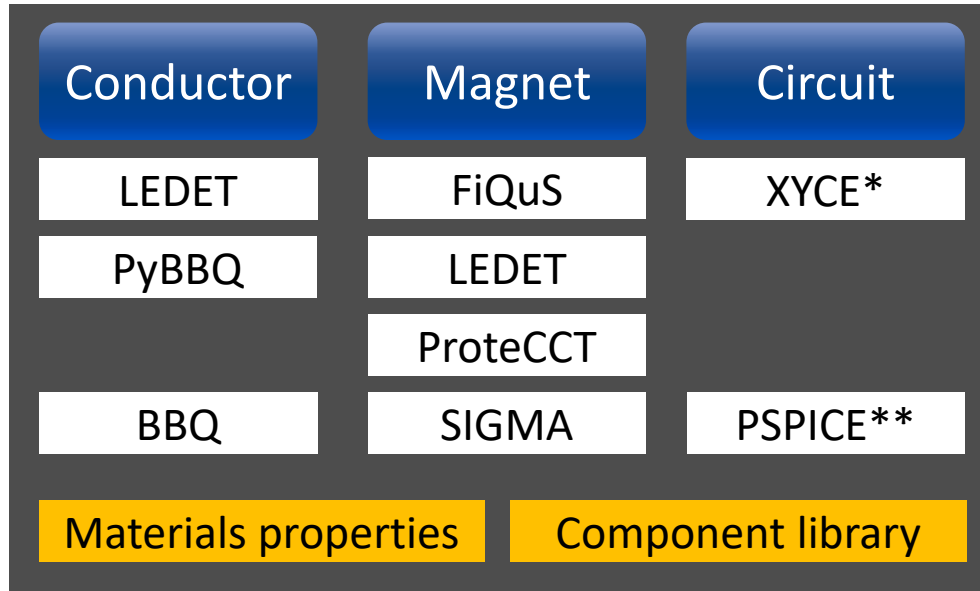 Conductor
Magnet
Circuit
LEDET
FiQuS
XYCE*
PyBBQ
LEDET
ProteCCT
BBQ
SIGMA
PSPICE**
Materials properties
Component library